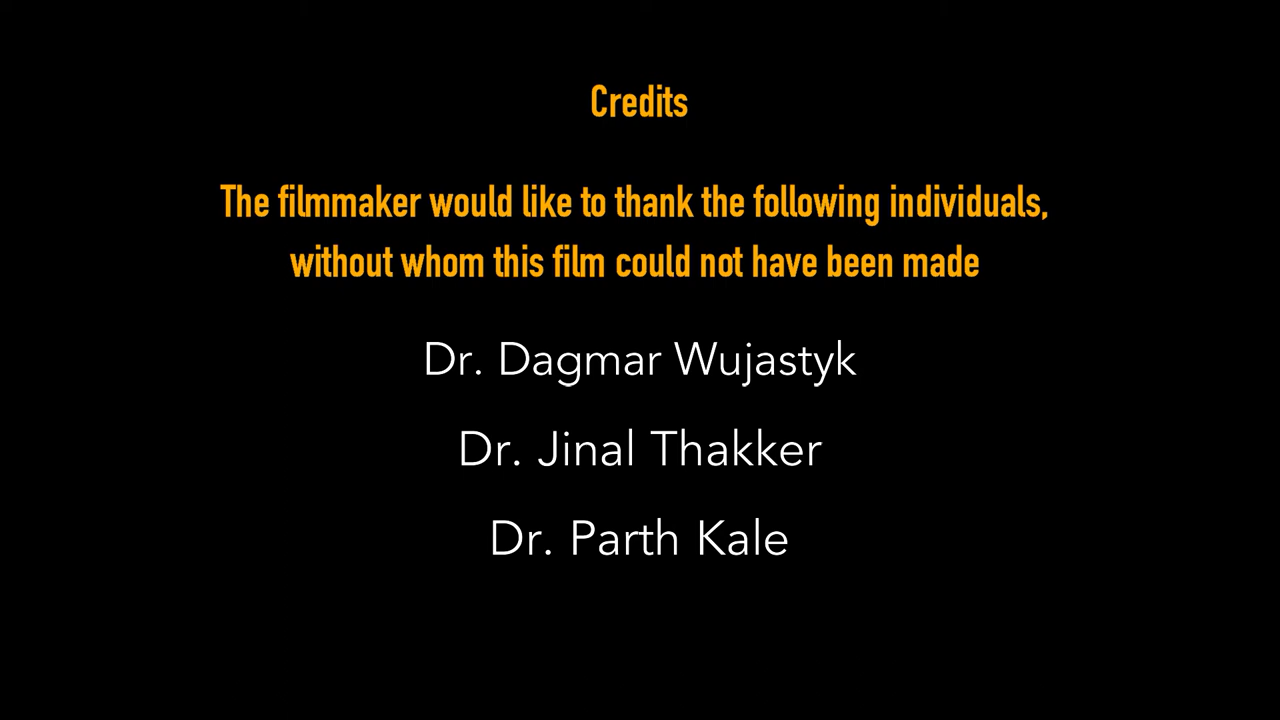 Credits
The filmmaker would like to thank the following individuals,
without whom this film could not have been made
Dr. Dagmar Wujastyk
Dr. Jinal Thakker
Dr. Parth Kale